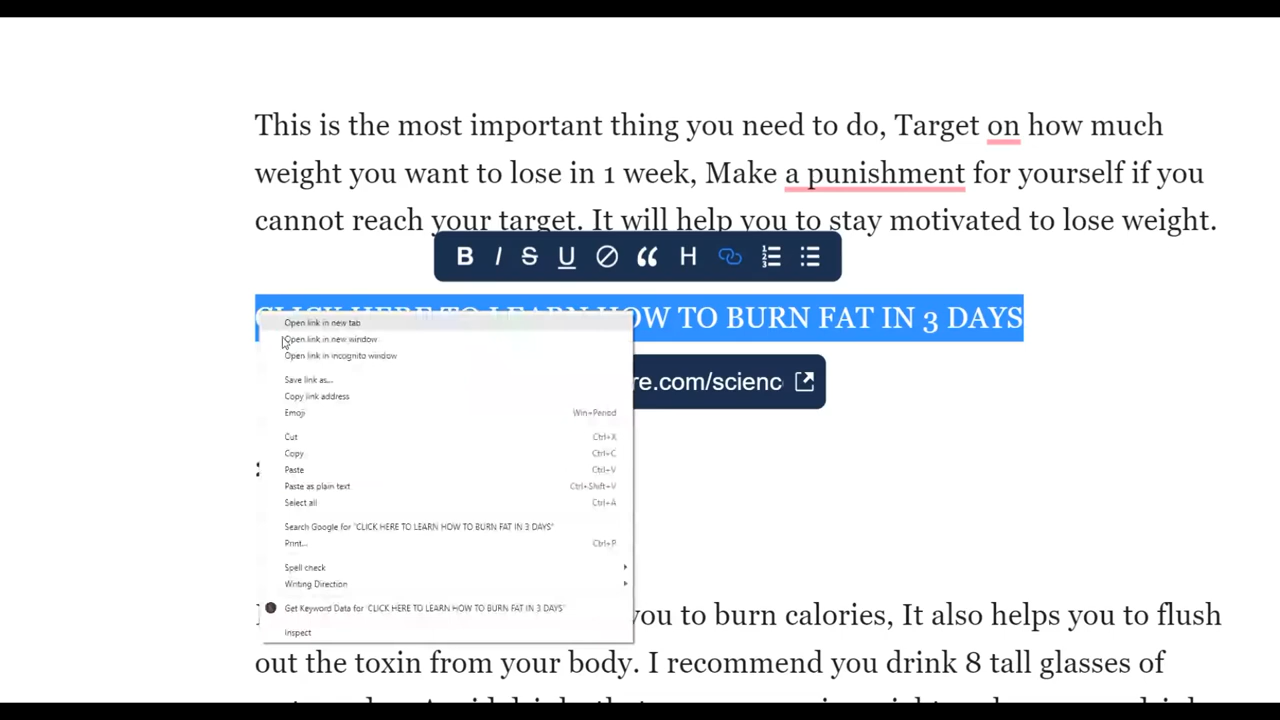 This is the most important thing you need to do, Target on how much
weight you want to lose in 1 week, Make a punishment for yourself if you
cannot reach your target. It will help you to stay motivated to lose weight.
B I S U H
CLICK HERE TO LEARN HOW TO BURN FAT IN 3 DAYS
Open link in new tab
Open link in new window
Open link in incognito window
re.com/scienc
Save link as...
Copy link address
Emoji Win+Period
Cut Ctrl+X
Copy Ctrl+C
Paste Ctrl+V
Paste as plain text Ctrl+Shift+V
Select all Ctrl+A
Search Google for "CLICK HERE TO LEARN HOW TO BURN FAT IN 3 DAYS"
Print... Ctrl+P
Spell check
Writing Direction
Get Keyword Data for "CLICK HERE TO LEARN HOW TO BURN FAT IN 3 DAYS"
you to burn calories, It also helps you to flush
Inspect
out the toxin from your body. I recommend you drink 8 tall glasses of